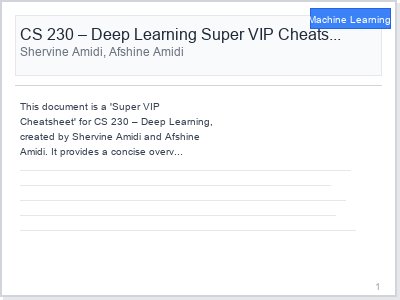 Machine Learning
CS 230 – Deep Learning Super VIP Cheats...
Shervine Amidi, Afshine Amidi
This document is a 'Super VIP
Cheatsheet' for CS 230 – Deep Learning,
created by Shervine Amidi and Afshine
Amidi. It provides a concise overv...
1